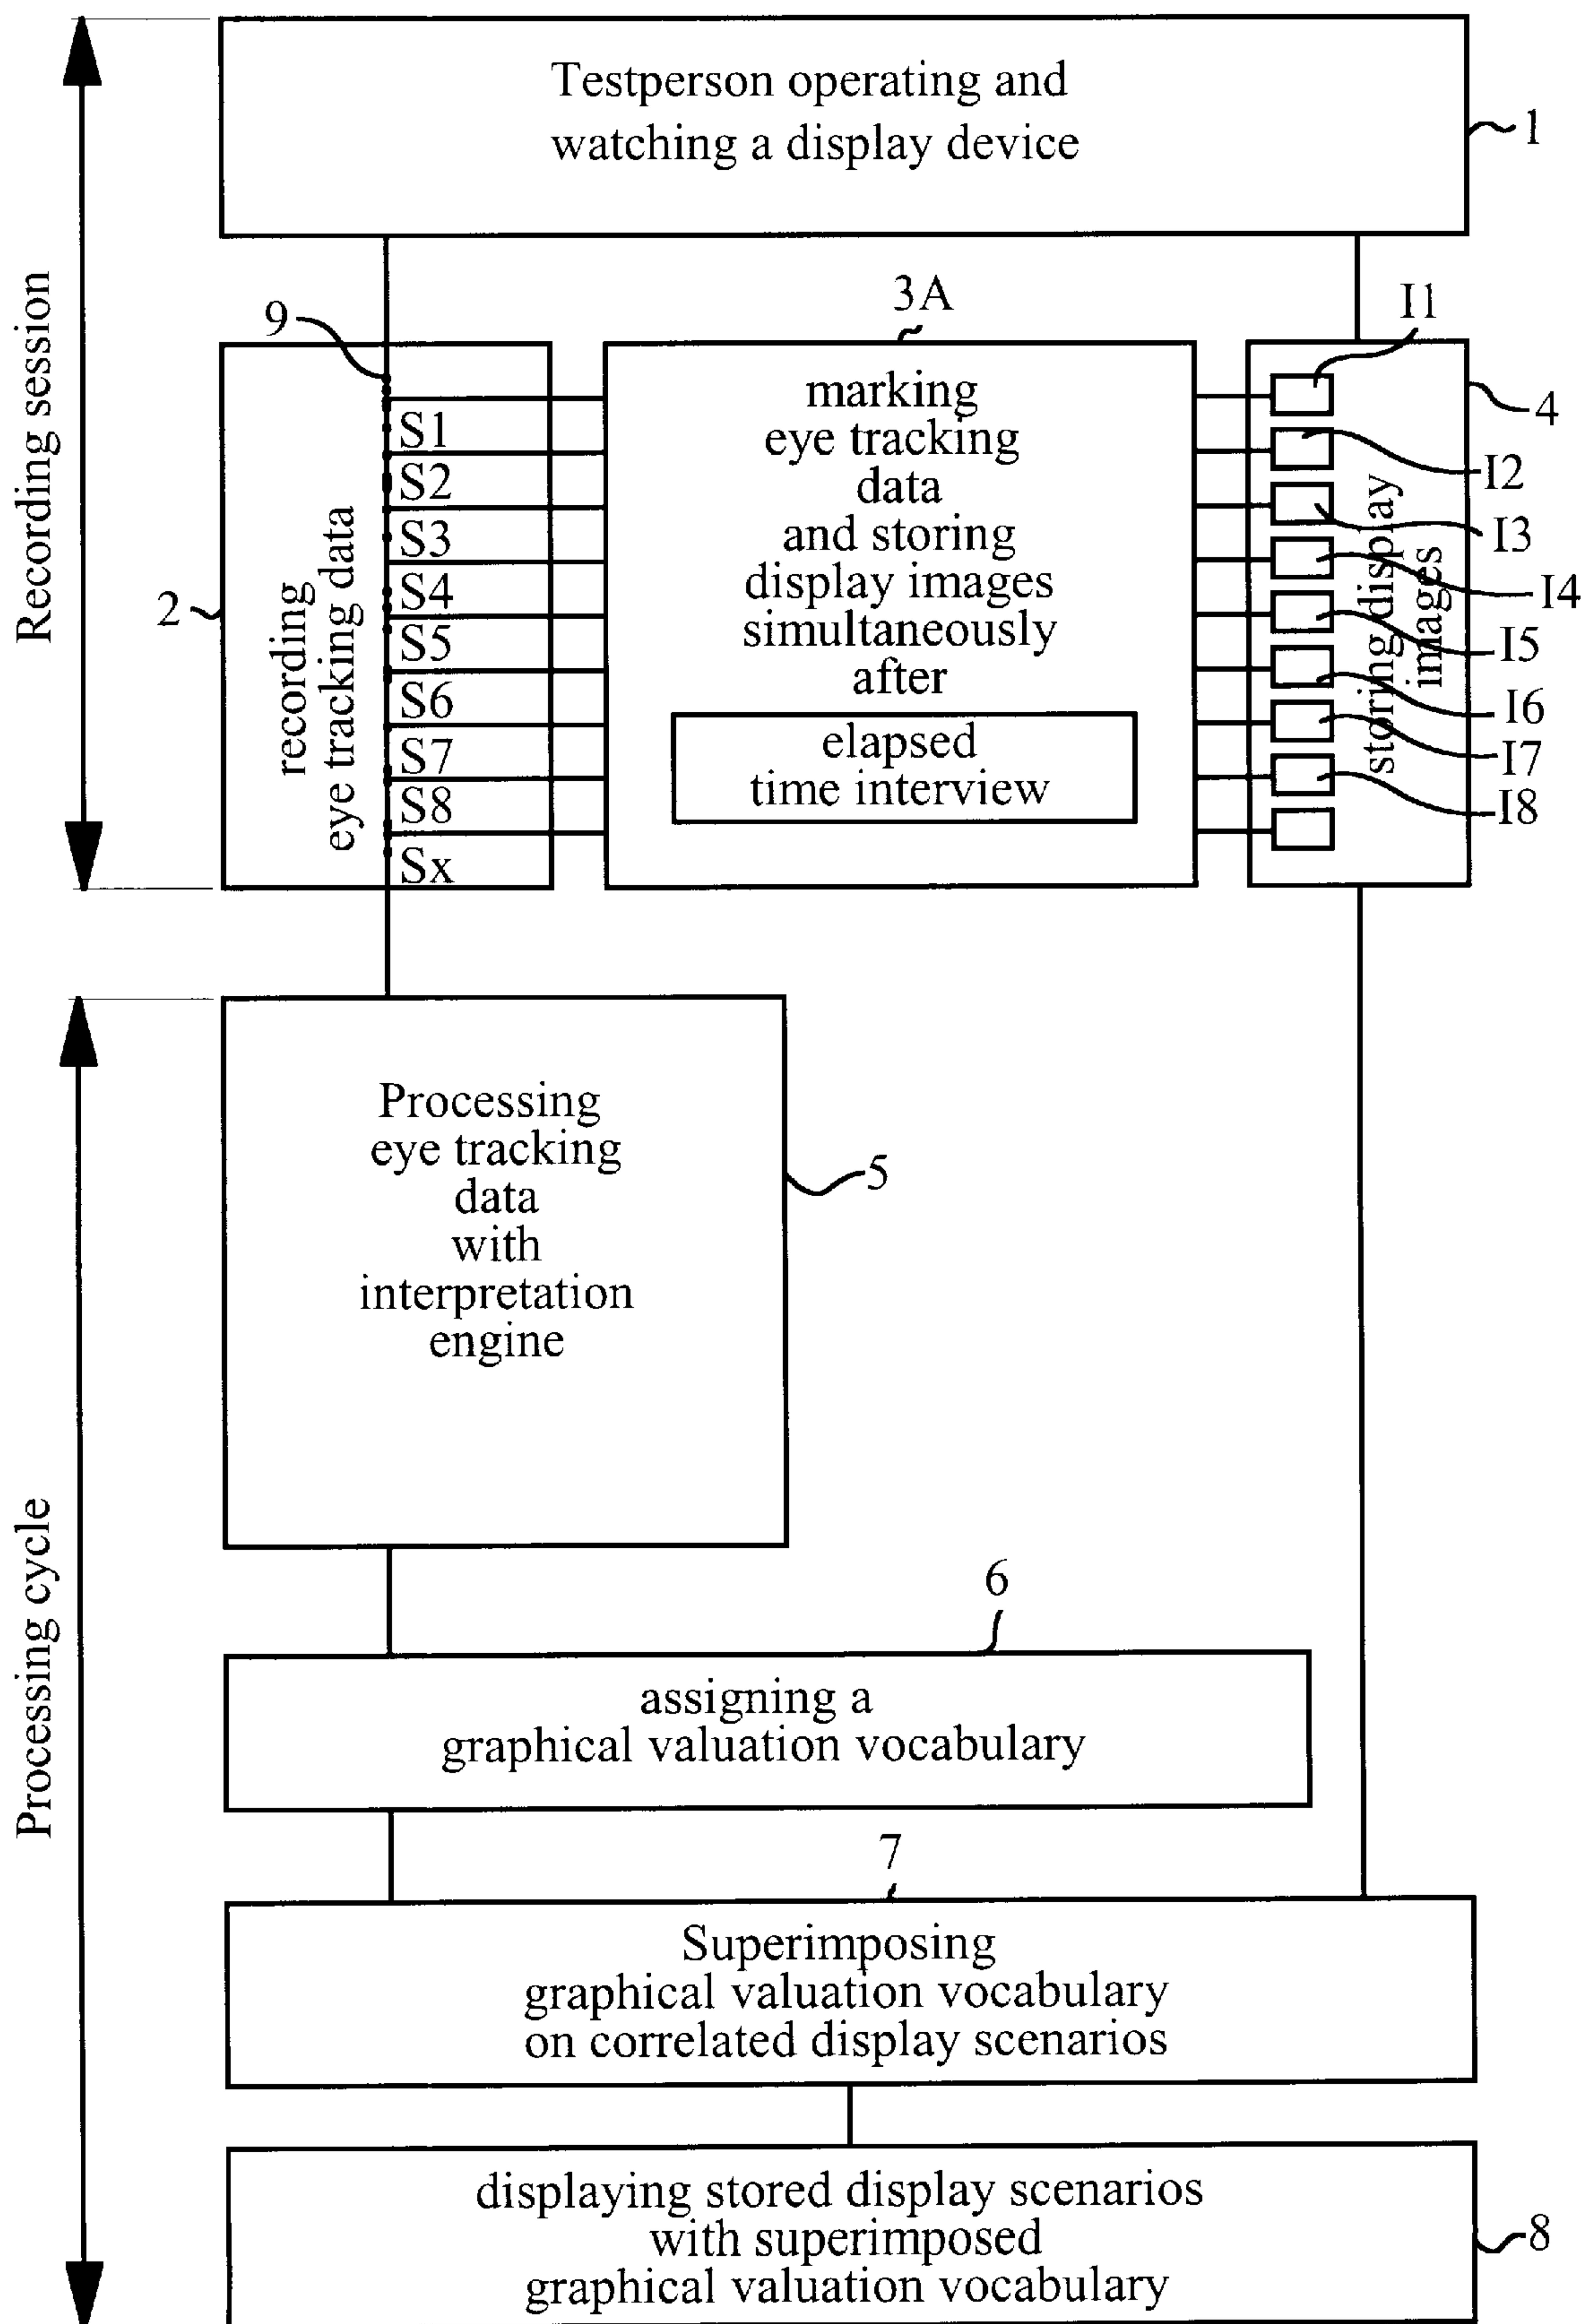 Testperson operating and
watching a display device
1
Recording session
9
3A
I1
4
I2
I3
I4
I5
I6
I7
I8
2
recording
eye tracking data
S1
S2
S3
S4
S5
S6
S7
S8
Sx
marking
eye tracking
data
and storing
display images
simultaneously
after
elapsed
time interview
storing display
images
Processing cycle
Processing
eye tracking
data
with
interpretation
engine
5
6
assigning a
graphical valuation vocabulary
7
Superimposing
graphical valuation vocabulary
on correlated display scenarios
displaying stored display scenarios
with superimposed
graphical valuation vocabulary
8